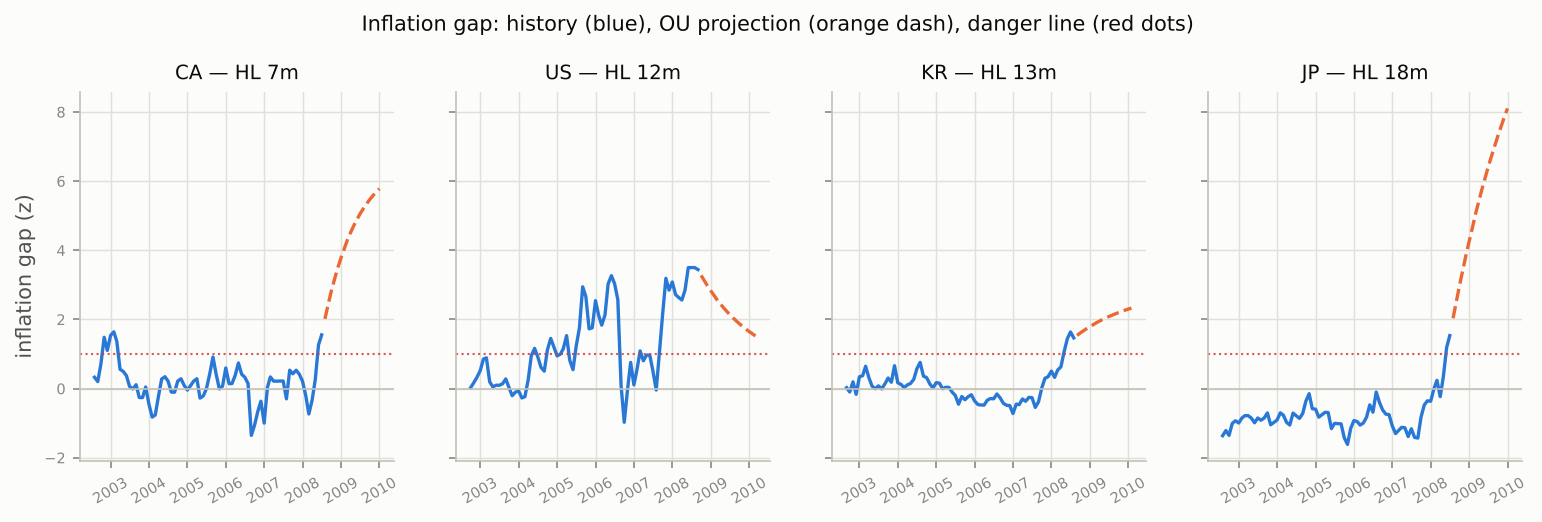 Inflation gap: history (blue), OU projection (orange dash), danger line (red dots)
CA — HL 7m
US — HL 12m
KR — HL 13m
JP — HL 18m
inflation gap (z)
8
6
4
2
0
−2
2003 2004 2005 2006 2007 2008 2009 2010
2003 2004 2005 2006 2007 2008 2009 2010
2003 2004 2005 2006 2007 2008 2009 2010
2003 2004 2005 2006 2007 2008 2009 2010